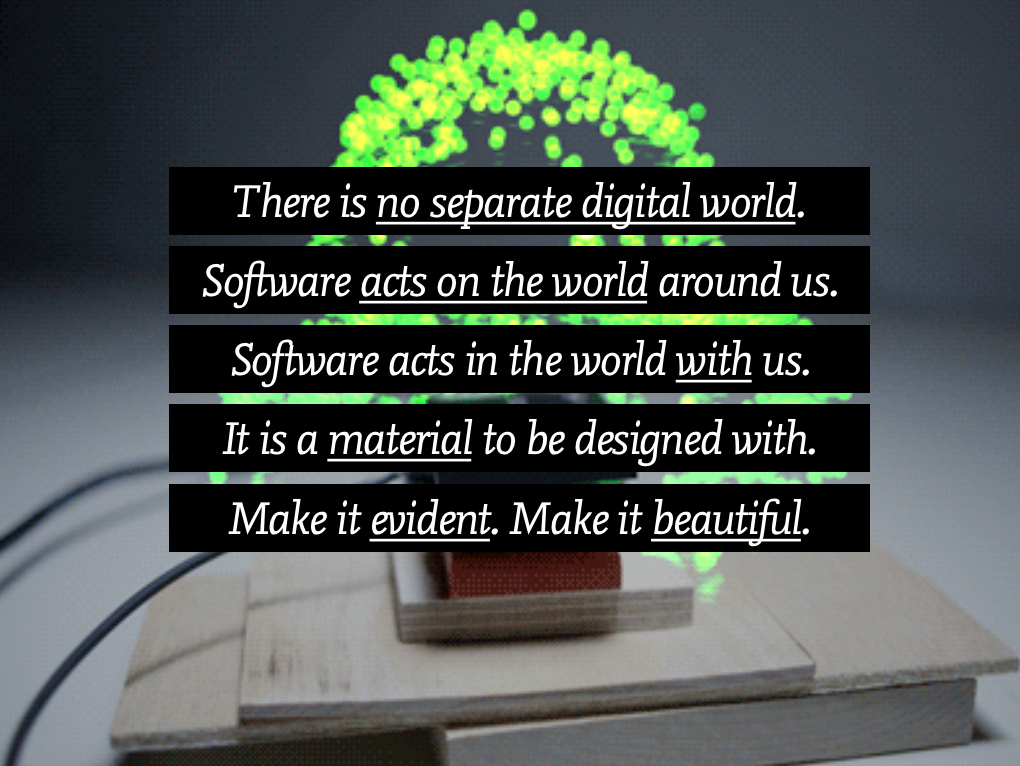 There is no separate digital world.
Software acts on the world around us.
Software acts in the world with us.
It is a material to be designed with.
Make it evident. Make it beautiful.